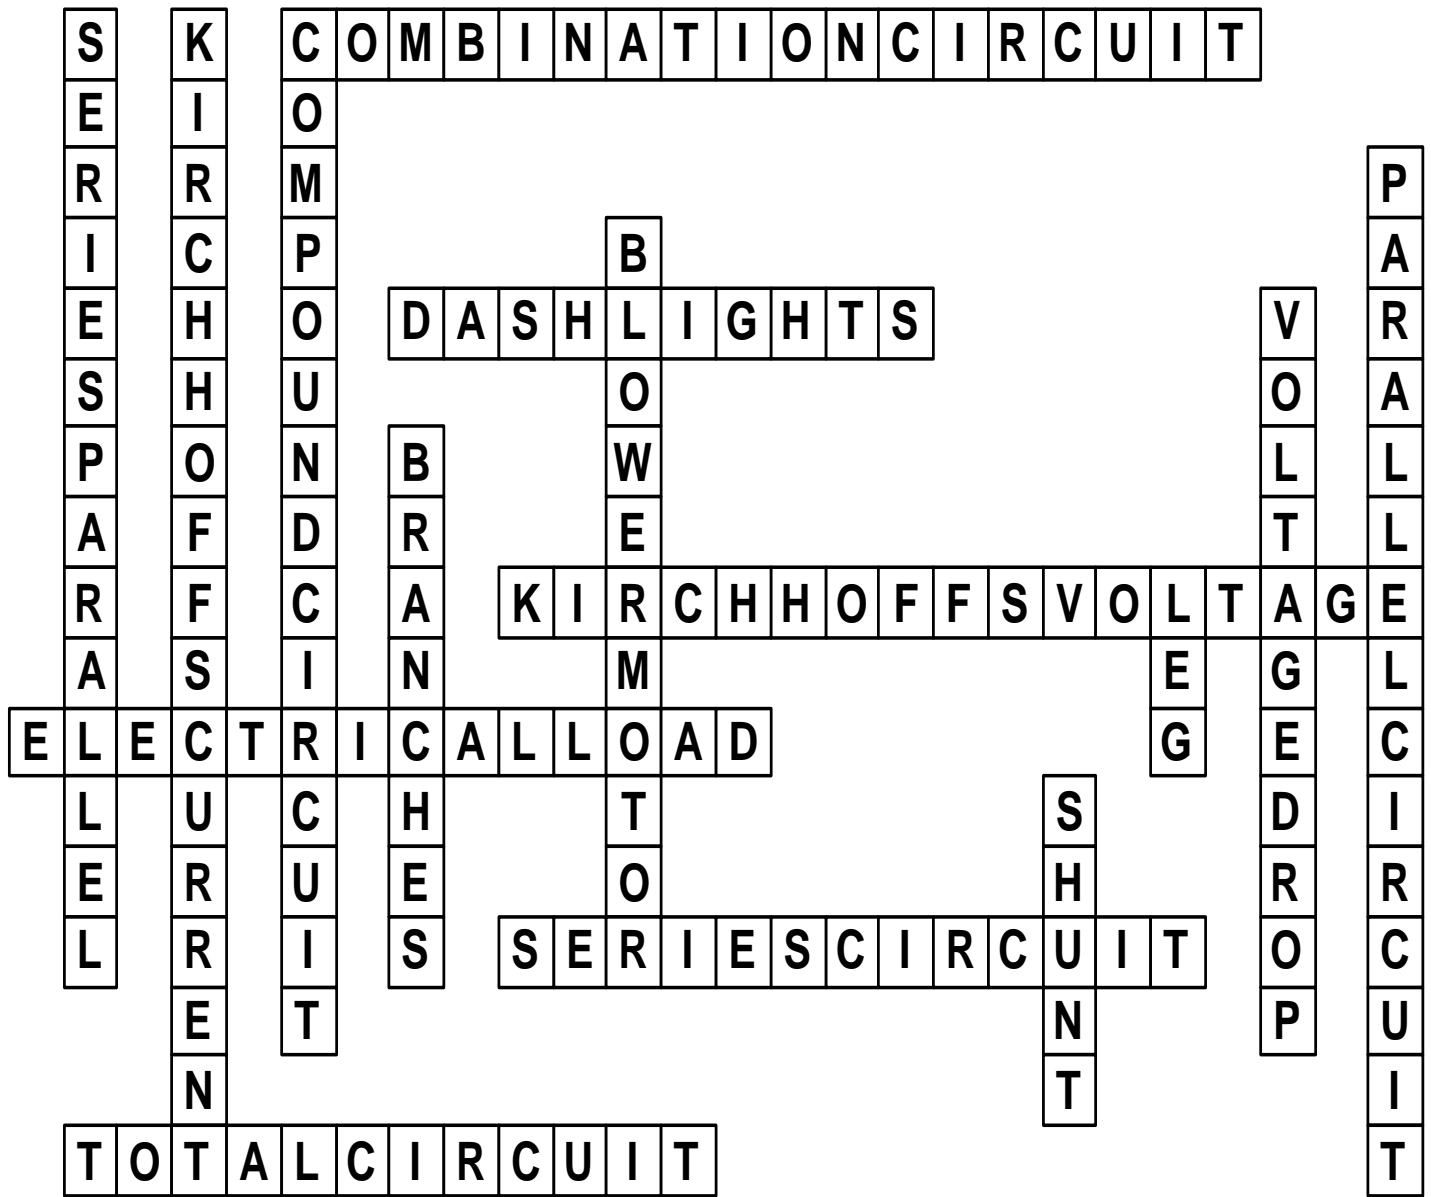 SERIESPARALLEL
KIRCHHOFFSCURRENT
COMBINATIONCIRCUIT
COMPOUNDCIRCUIT
PARALLELCIRCUIT
BLOWERMOTOR
DASHLIGHTS
VOLTAGEDROP
BRANCHES
KIRCHHOFFSVOLTAGE
LEG
ELECTRICALLOAD
SHUNT
SERIESCIRCUIT
TOTALCIRCUIT